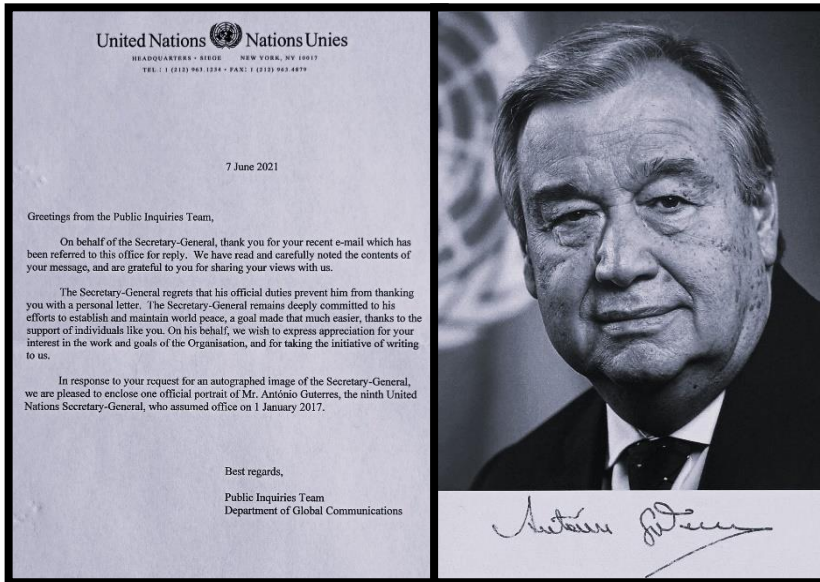 United Nations Nations Unies
HEADQUARTERS • SIEGE NEW YORK, NY 10017
TEL.: 1 (212) 963.1234 • FAX: 1 (212) 963.4879
7 June 2021
Greetings from the Public Inquiries Team,
On behalf of the Secretary-General, thank you for your recent e-mail which has
been referred to this office for reply. We have read and carefully noted the contents of
your message, and are grateful to you for sharing your views with us.
The Secretary-General regrets that his official duties prevent him from thanking
you with a personal letter. The Secretary-General remains deeply committed to his
efforts to establish and maintain world peace, a goal made that much easier, thanks to the
support of individuals like you. On his behalf, we wish to express appreciation for your
interest in the work and goals of the Organisation, and for taking the initiative of writing
to us.
In response to your request for an autographed image of the Secretary-General,
we are pleased to enclose one official portrait of Mr. António Guterres, the ninth United
Nations Secretary-General, who assumed office on 1 January 2017.
Best regards,
Public Inquiries Team
Department of Global Communications
António Guterres